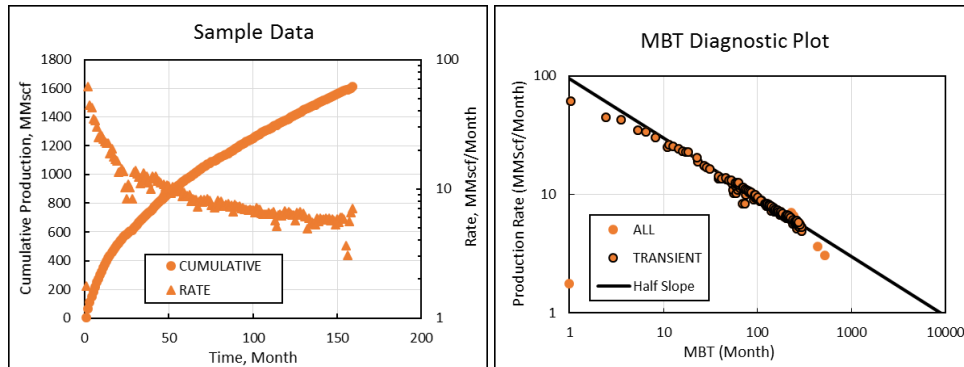 Sample Data
Cumulative Production, MMscf
1800
1600
1400
1200
1000
800
600
400
200
0
0
50
100
150
200
Time, Month
100
10
1
Rate, MMscf/Month
CUMULATIVE
RATE
MBT Diagnostic Plot
Production Rate (MMScf/Month)
100
10
1
1
10
100
1000
10000
MBT (Month)
ALL
TRANSIENT
Half Slope